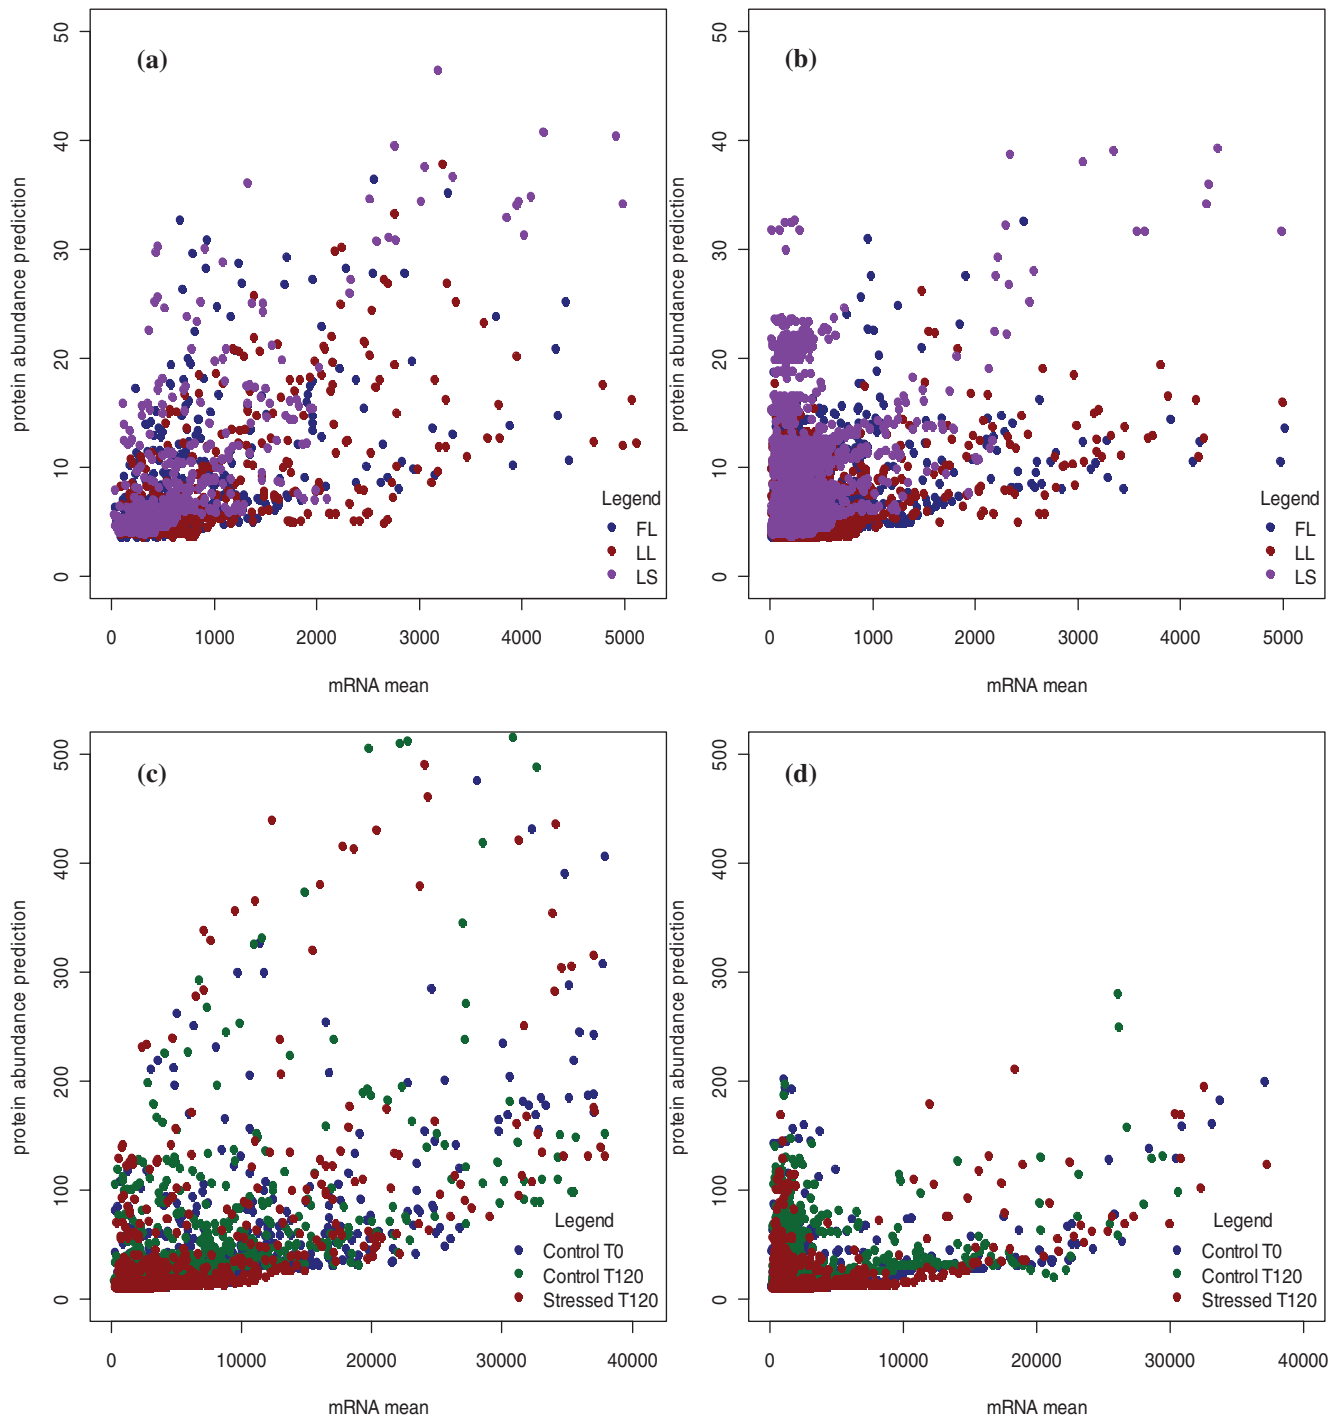 (a)
50
40
30
20
10
0
protein abundance prediction
Legend
FL
LL
LS
0 1000 2000 3000 4000 5000
mRNA mean
(b)
50
40
30
20
10
0
protein abundance prediction
Legend
FL
LL
LS
0 1000 2000 3000 4000 5000
mRNA mean
(c)
500
400
300
200
100
0
protein abundance prediction
Legend
Control T0
Control T120
Stressed T120
0 10000 20000 30000 40000
mRNA mean
(d)
500
400
300
200
100
0
protein abundance prediction
Legend
Control T0
Control T120
Stressed T120
0 10000 20000 30000 40000
mRNA mean